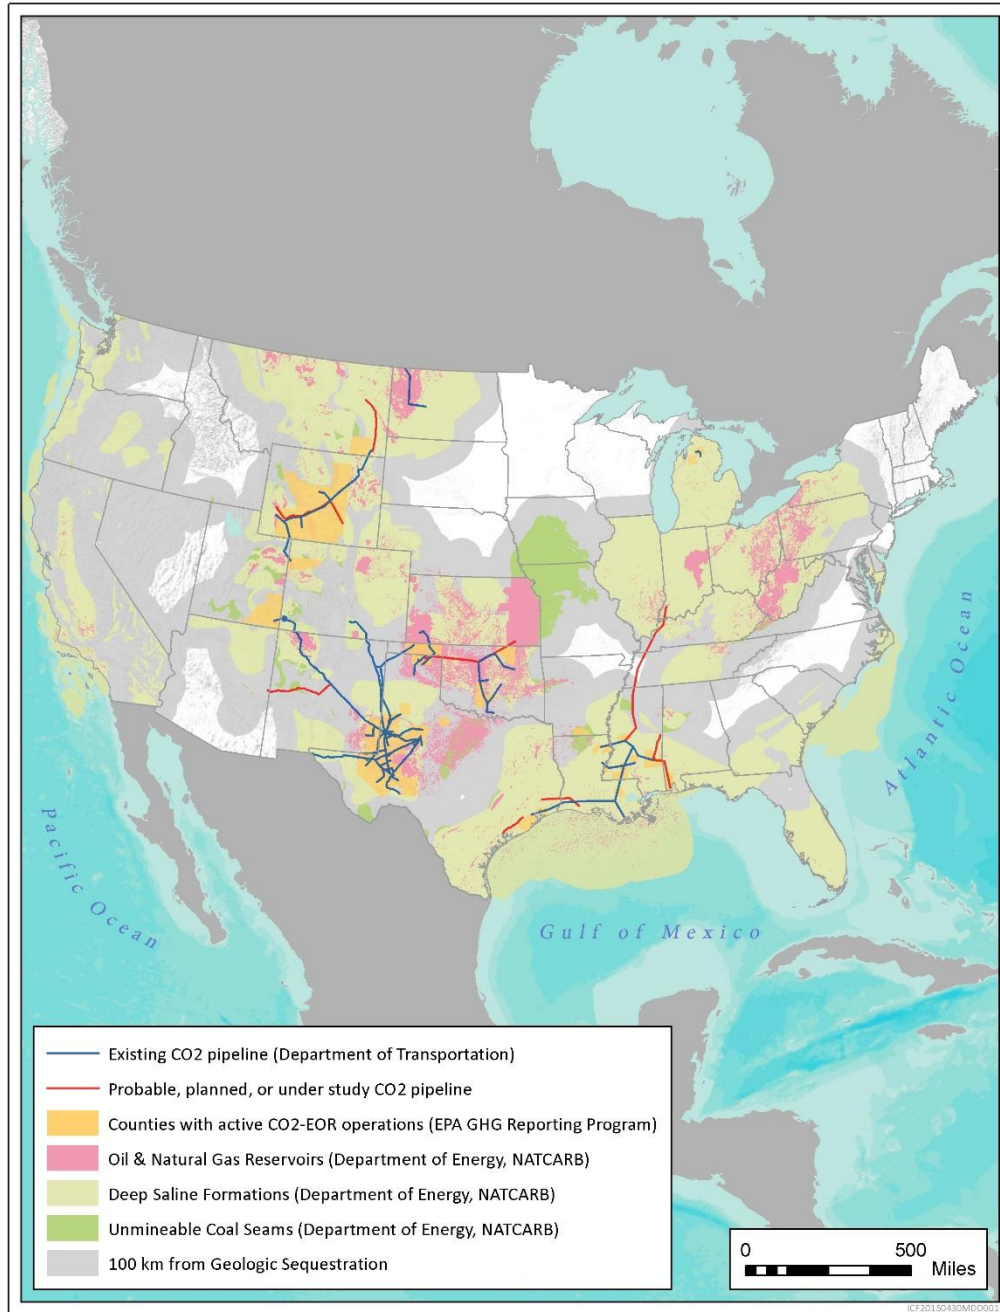 Atlantic Ocean
Pacific Ocean
Gulf of Mexico
Existing CO2 pipeline (Department of Transportation)
Probable, planned, or under study CO2 pipeline
Counties with active CO2-EOR operations (EPA GHG Reporting Program)
Oil & Natural Gas Reservoirs (Department of Energy, NATCARB)
Deep Saline Formations (Department of Energy, NATCARB)
Unmineable Coal Seams (Department of Energy, NATCARB)
100 km from Geologic Sequestration
0 500
Miles
ICF20150430MDD001